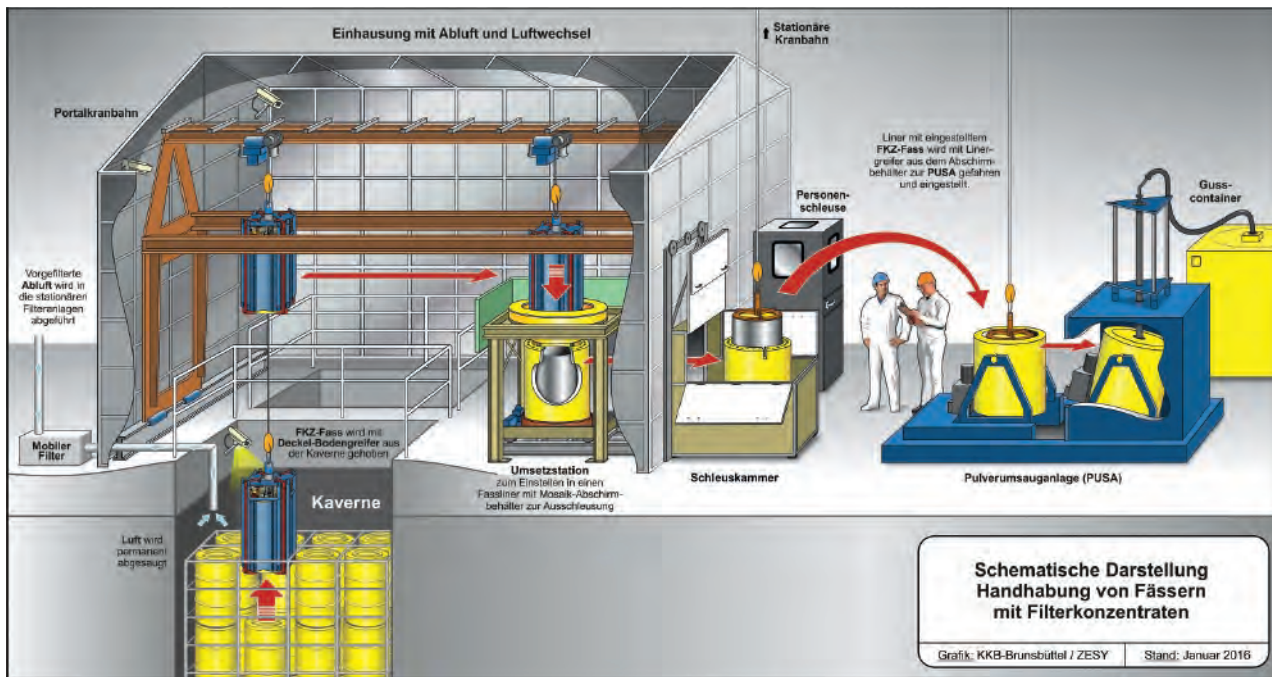 Einhausung mit Abluft und Luftwechsel
Stationäre
Kranbahn
Portalkranbahn
Liner mit eingestelltem
FKZ-Fass wird mit Liner-
greifer aus dem Abschirm-
behälter zur PUSA gefahren
und eingestellt.
Personen-
schleuse
Guss-
container
Vorgefilterte
Abluft wird in
die stationären
Filteranlagen
abgeführt
Mobiler
Filter
FKZ-Fass wird mit
Deckel-Bodengreifer aus
der Kaverne gehoben
Umsetzstation
zum Einstellen in einen
Fassliner mit Mosaik-Abschirm-
behälter zur Ausschleusung
Schleuskammer
Pulverumsauganlage (PUSA)
Kaverne
Luft wird
permanent
abgesaugt
Schematische Darstellung
Handhabung von Fässern
mit Filterkonzentraten
Grafik: KKB-Brunsbüttel / ZESY
Stand: Januar 2016